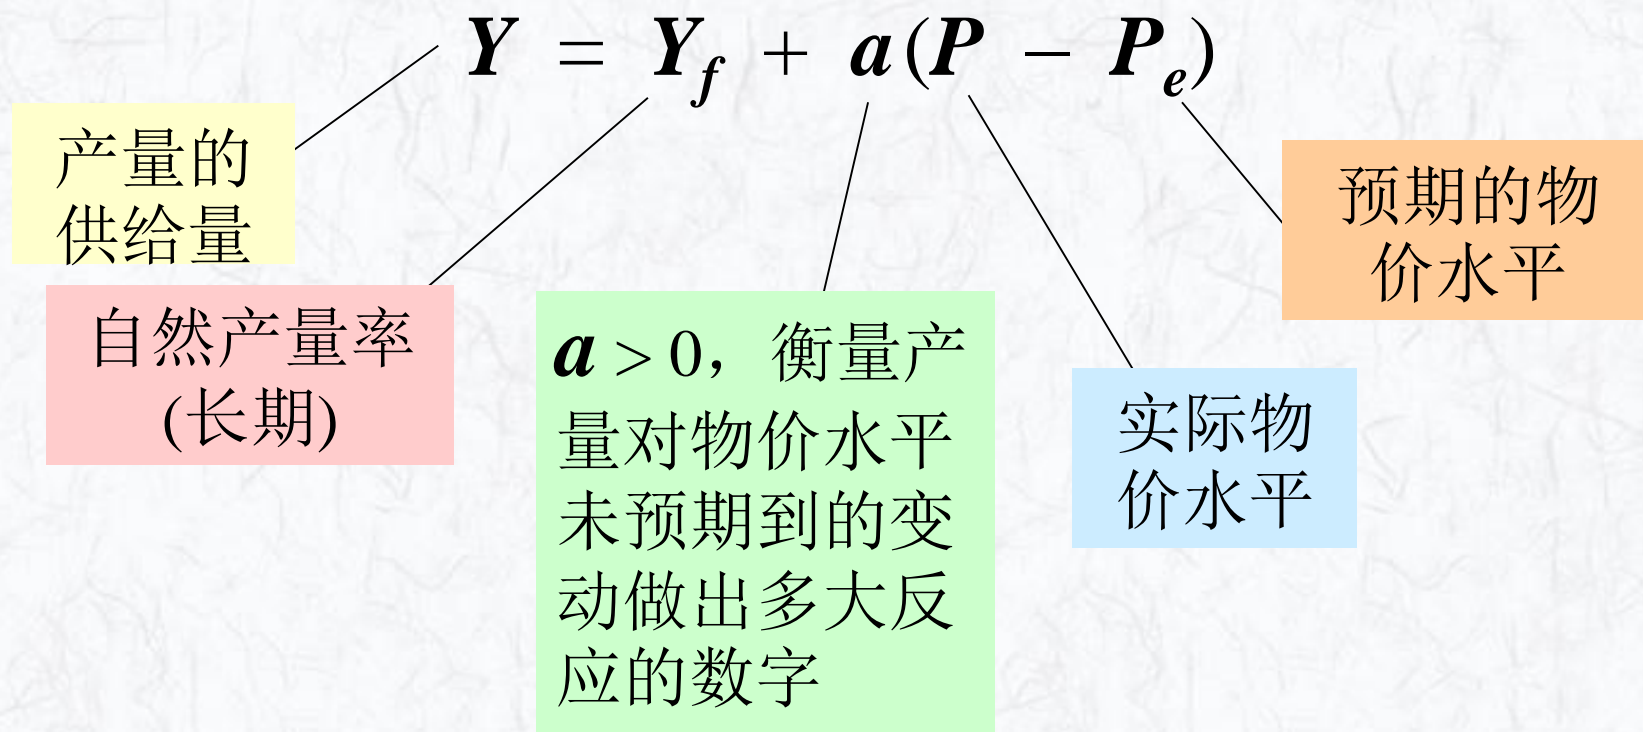 Y = Y_f + a(P − P_e)
产量的
供给量
自然产量率
(长期)
a > 0，衡量产
量对物价水平
未预期到的变
动做出多大反
应的数字
实际物
价水平
预期的物
价水平